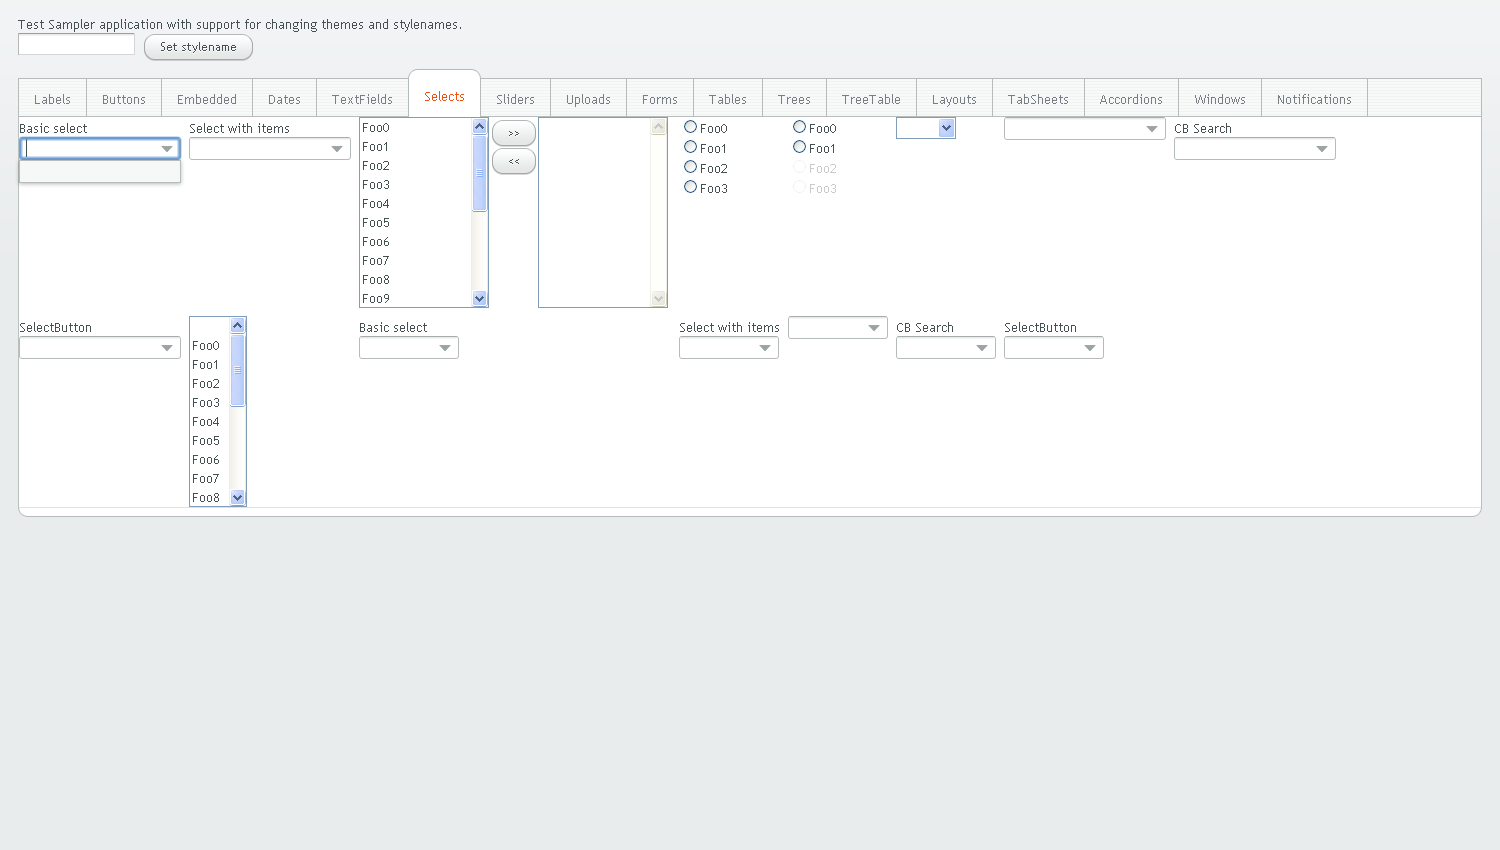 Test Sampler application with support for changing themes and stylenames.
Set stylename
Labels Buttons Embedded Dates TextFields Selects Sliders Uploads Forms Tables Trees TreeTable Layouts TabSheets Accordions Windows Notifications
Basic select
Select with items
Foo0
Foo1
Foo2
Foo3
Foo4
Foo5
Foo6
Foo7
Foo8
Foo9
>>
<<
Foo0
Foo1
Foo2
Foo3
Foo0
Foo1
Foo2
Foo3
CB Search
SelectButton
Foo0
Foo1
Foo2
Foo3
Foo4
Foo5
Foo6
Foo7
Foo8
Basic select
Select with items
CB Search
SelectButton